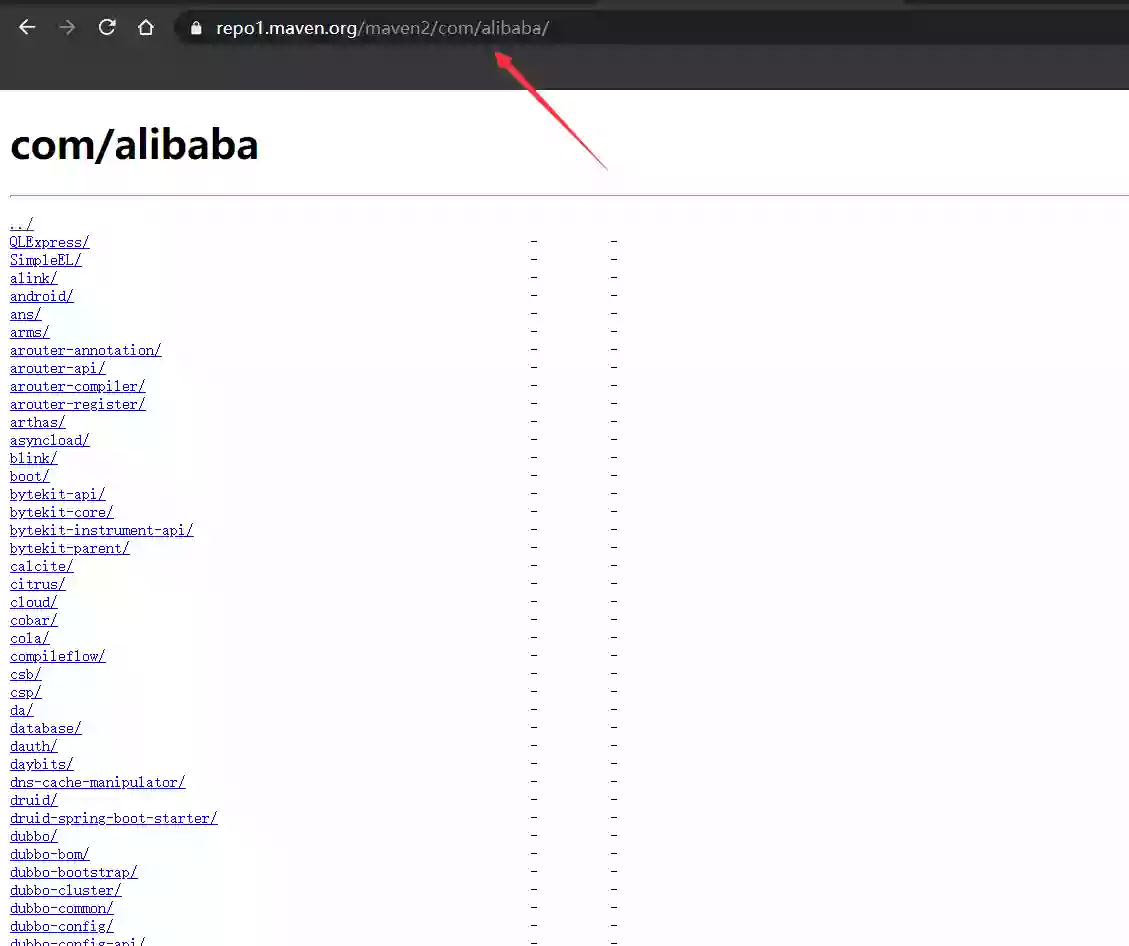 repo1.maven.org/maven2/com/alibaba/
com/alibaba
../
QLExpress/ - -
SimpleEL/ - -
alink/ - -
android/ - -
ans/ - -
arms/ - -
arouter-annotation/ - -
arouter-api/ - -
arouter-compiler/ - -
arouter-register/ - -
arthas/ - -
asyncload/ - -
blink/ - -
boot/ - -
bytekit-api/ - -
bytekit-core/ - -
bytekit-instrument-api/ - -
bytekit-parent/ - -
calcite/ - -
citrus/ - -
cloud/ - -
cobar/ - -
cola/ - -
compileflow/ - -
csb/ - -
csp/ - -
da/ - -
database/ - -
dauth/ - -
daybits/ - -
dns-cache-manipulator/ - -
druid/ - -
druid-spring-boot-starter/ - -
dubbo/ - -
dubbo-bom/ - -
dubbo-bootstrap/ - -
dubbo-cluster/ - -
dubbo-common/ - -
dubbo-config/ - -
dubbo-config-api/ - -